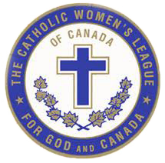 THE CATHOLIC WOMEN'S LEAGUE
OF CANADA
FOR GOD AND CANADA